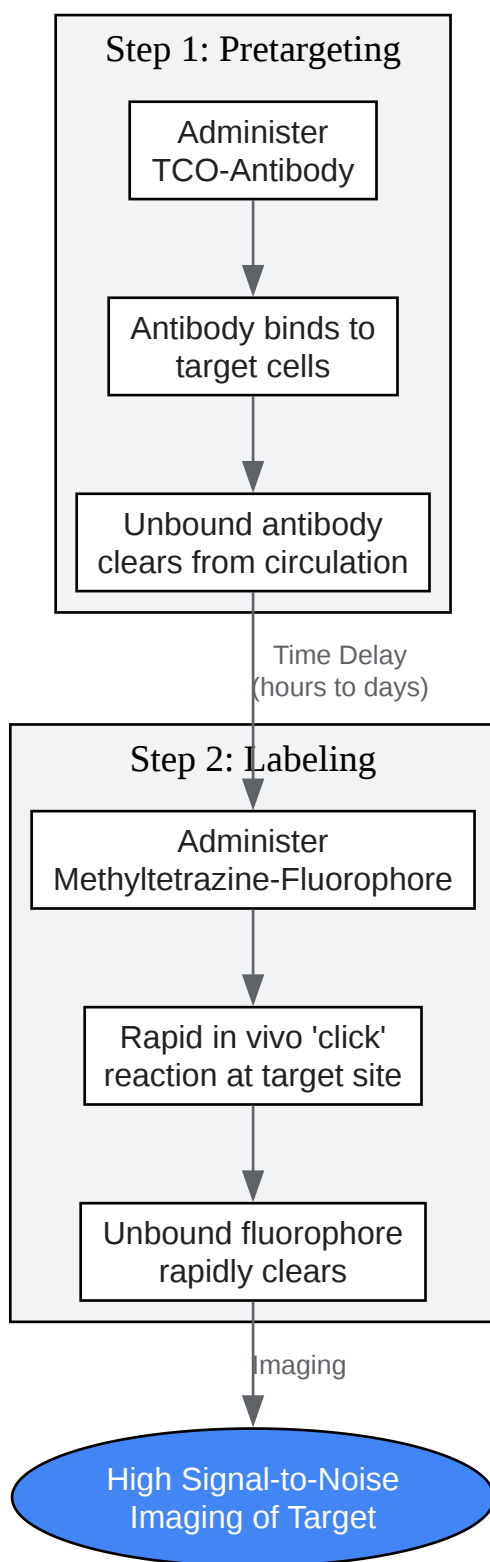 Step 1: Pretargeting
Administer
TCO-Antibody
Antibody binds to
target cells
Unbound antibody
clears from circulation
Time Delay
(hours to days)
Step 2: Labeling
Administer
Methyltetrazine-Fluorophore
Rapid in vivo 'click'
reaction at target site
Unbound fluorophore
rapidly clears
Imaging
High Signal-to-Noise
Imaging of Target